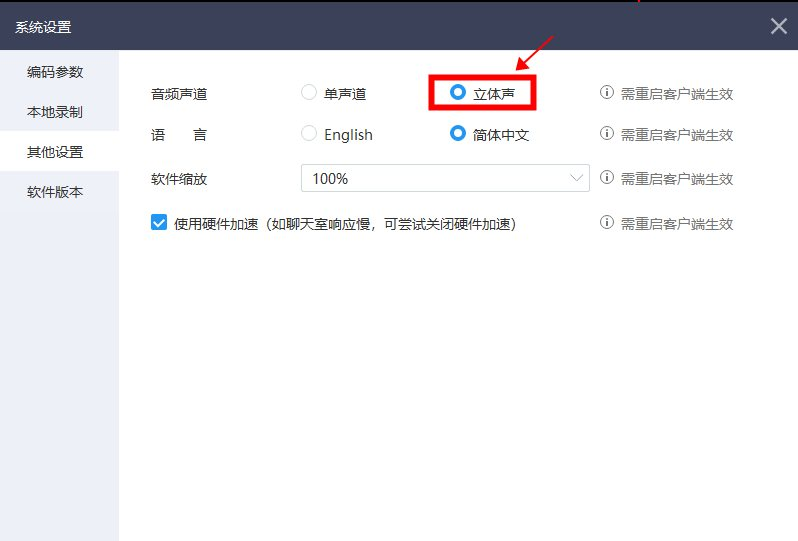 系统设置
编码参数
本地录制
其他设置
软件版本
音频声道 单声道 立体声 需重启客户端生效
语 言 English 简体中文 需重启客户端生效
软件缩放 100% 需重启客户端生效
使用硬件加速（如聊天室响应慢，可尝试关闭硬件加速） 需重启客户端生效